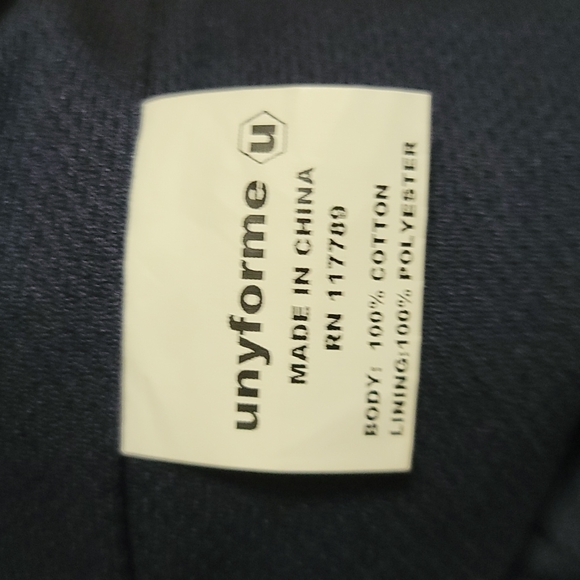 unyforme u
MADE IN CHINA
RN 117789
BODY: 100% COTTON
LINING:100% POLYESTER